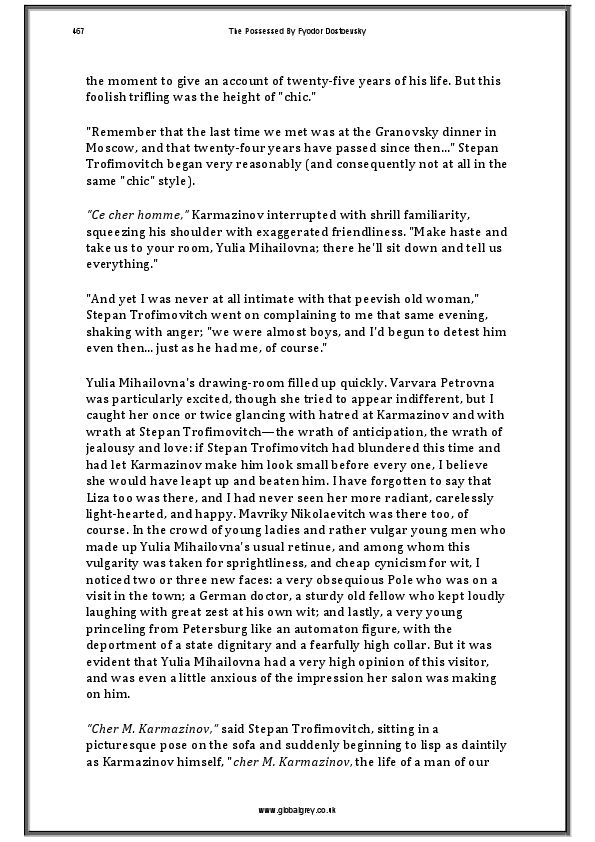 467
The Possessed By Fyodor Dostoevsky
the moment to give an account of twenty-five years of his life. But this
foolish trifling was the height of "chic."
"Remember that the last time we met was at the Granovsky dinner in
Moscow, and that twenty-four years have passed since then..." Stepan
Trofimovitch began very reasonably (and consequently not at all in the
same "chic" style).
"Ce cher homme," Karmazinov interrupted with shrill familiarity,
squeezing his shoulder with exaggerated friendliness. "Make haste and
take us to your room, Yulia Mihailovna; there he'll sit down and tell us
everything."
"And yet I was never at all intimate with that peevish old woman,"
Stepan Trofimovitch went on complaining to me that same evening,
shaking with anger; "we were almost boys, and I'd begun to detest him
even then... just as he had me, of course."
Yulia Mihailovna's drawing-room filled up quickly. Varvara Petrovna
was particularly excited, though she tried to appear indifferent, but I
caught her once or twice glancing with hatred at Karmazinov and with
wrath at Stepan Trofimovitch—the wrath of anticipation, the wrath of
jealousy and love: if Stepan Trofimovitch had blundered this time and
had let Karmazinov make him look small before every one, I believe
she would have leapt up and beaten him. I have forgotten to say that
Liza too was there, and I had never seen her more radiant, carelessly
light-hearted, and happy. Mavriky Nikolaevitch was there too, of
course. In the crowd of young ladies and rather vulgar young men who
made up Yulia Mihailovna's usual retinue, and among whom this
vulgarity was taken for sprightliness, and cheap cynicism for wit, I
noticed two or three new faces: a very obsequious Pole who was on a
visit in the town; a German doctor, a sturdy old fellow who kept loudly
laughing with great zest at his own wit; and lastly, a very young
princeling from Petersburg like an automaton figure, with the
deportment of a state dignitary and a fearfully high collar. But it was
evident that Yulia Mihailovna had a very high opinion of this visitor,
and was even a little anxious of the impression her salon was making
on him.
"Cher M. Karmazinov," said Stepan Trofimovitch, sitting in a
picturesque pose on the sofa and suddenly beginning to lisp as daintily
as Karmazinov himself, "cher M. Karmazinov, the life of a man of our
www.globalgrey.co.uk